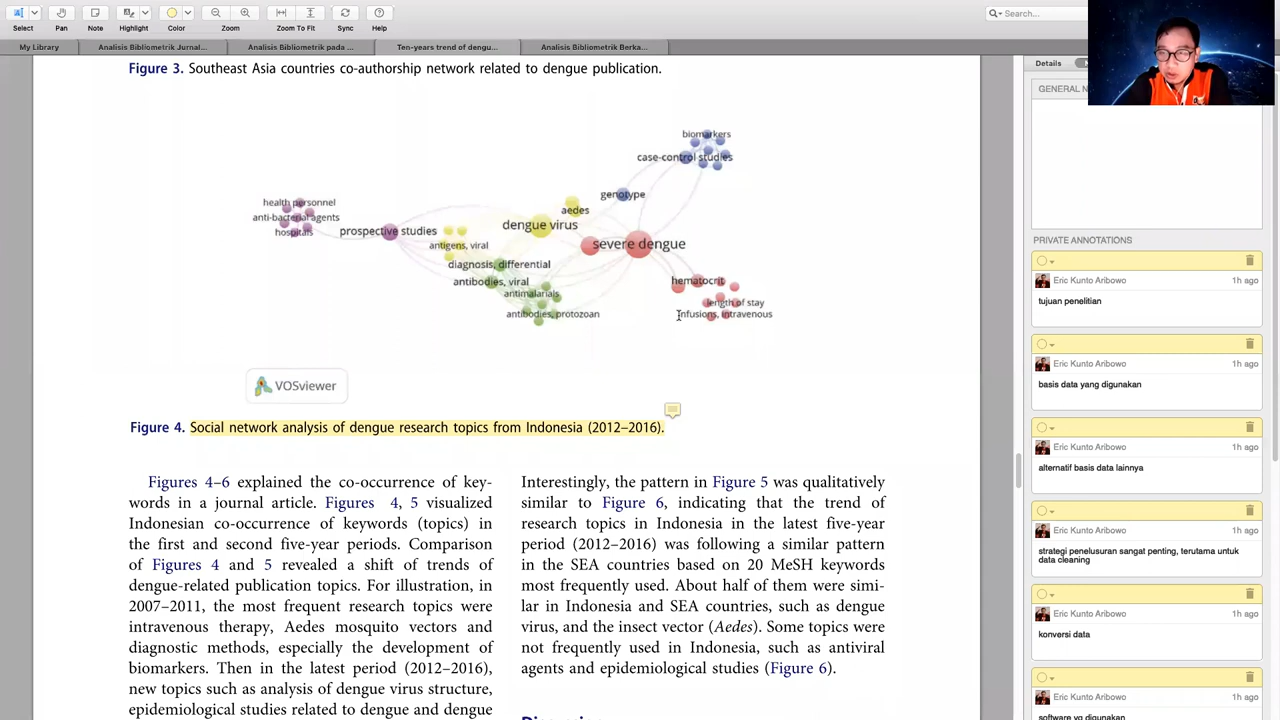 Select
Pan
Note
Highlight
Color
Zoom
Zoom To Fit
Sync
Help
Search...
My Library
Analisis Bibliometrik Jurnal...
Analisis Bibliometrik pada ...
Ten-years trend of dengu...
Analisis Bibliometrik Berka...
Details
GENERAL N
Figure 3. Southeast Asia countries co-authorship network related to dengue publication.
biomarkers
case-control studies
genotype
health personnel
anti-bacterial agents
hospitals
prospective studies
aedes
dengue virus
severe dengue
antigens, viral
diagnosis, differential
antibodies, viral
antimalarials
antibodies, protozoan
hematocrit
length of stay
infusions, intravenous
VOSviewer
Figure 4. Social network analysis of dengue research topics from Indonesia (2012–2016).
Figures 4–6 explained the co-occurrence of key-
words in a journal article. Figures 4, 5 visualized
Indonesian co-occurrence of keywords (topics) in
the first and second five-year periods. Comparison
of Figures 4 and 5 revealed a shift of trends of
dengue-related publication topics. For illustration, in
2007–2011, the most frequent research topics were
intravenous therapy, Aedes mosquito vectors and
diagnostic methods, especially the development of
biomarkers. Then in the latest period (2012–2016),
new topics such as analysis of dengue virus structure,
epidemiological studies related to dengue and dengue
Interestingly, the pattern in Figure 5 was qualitatively
similar to Figure 6, indicating that the trend of
research topics in Indonesia in the latest five-year
period (2012–2016) was following a similar pattern
in the SEA countries based on 20 MeSH keywords
most frequently used. About half of them were simi-
lar in Indonesia and SEA countries, such as dengue
virus, and the insect vector (Aedes). Some topics were
not frequently used in Indonesia, such as antiviral
agents and epidemiological studies (Figure 6).
Discussion
PRIVATE ANNOTATIONS
Eric Kunto Aribowo 1h ago
tujuan penelitian
Eric Kunto Aribowo 1h ago
basis data yang digunakan
Eric Kunto Aribowo 1h ago
alternatif basis data lainnya
Eric Kunto Aribowo 1h ago
strategi penelusuran sangat penting, terutama untuk
data cleaning
Eric Kunto Aribowo 1h ago
konversi data
Eric Kunto Aribowo 1h ago
software yg digunakan